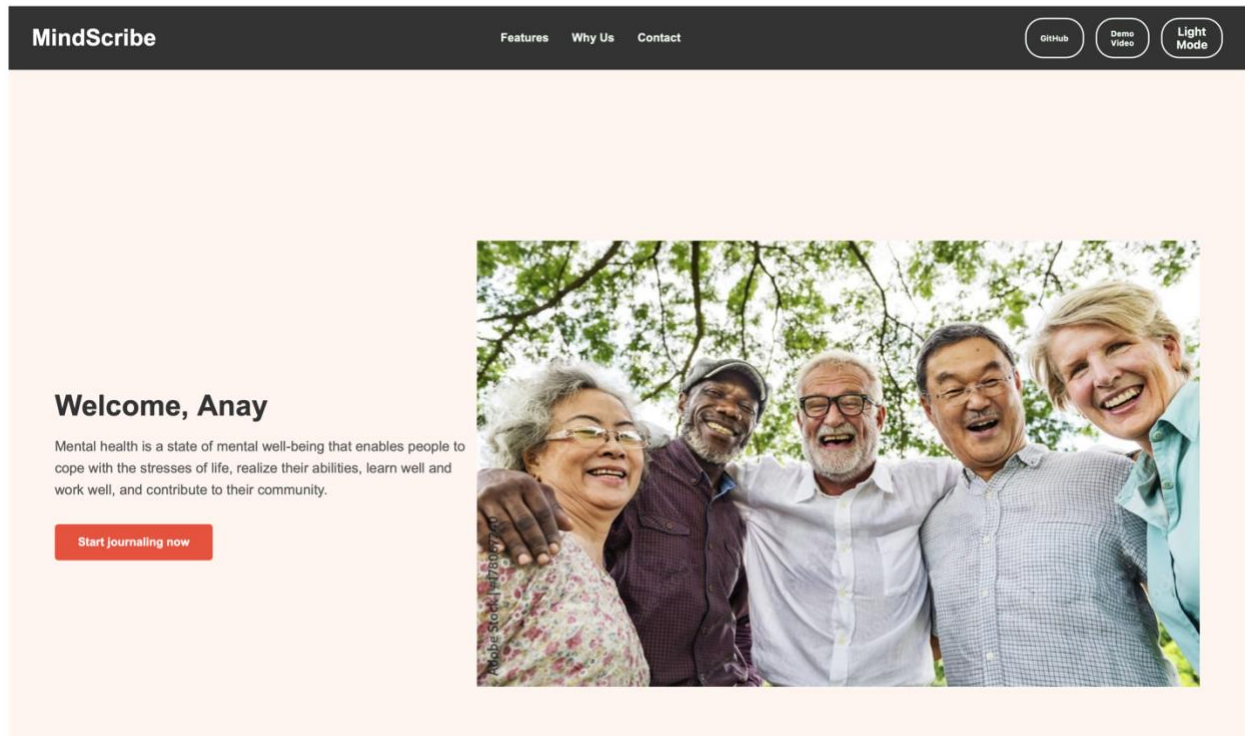 MindScribe
Features
Why Us
Contact
GitHub
Demo
Video
Light
Mode
Welcome, Anay
Mental health is a state of mental well-being that enables people to
cope with the stresses of life, realize their abilities, learn well and
work well, and contribute to their community.
Start journaling now